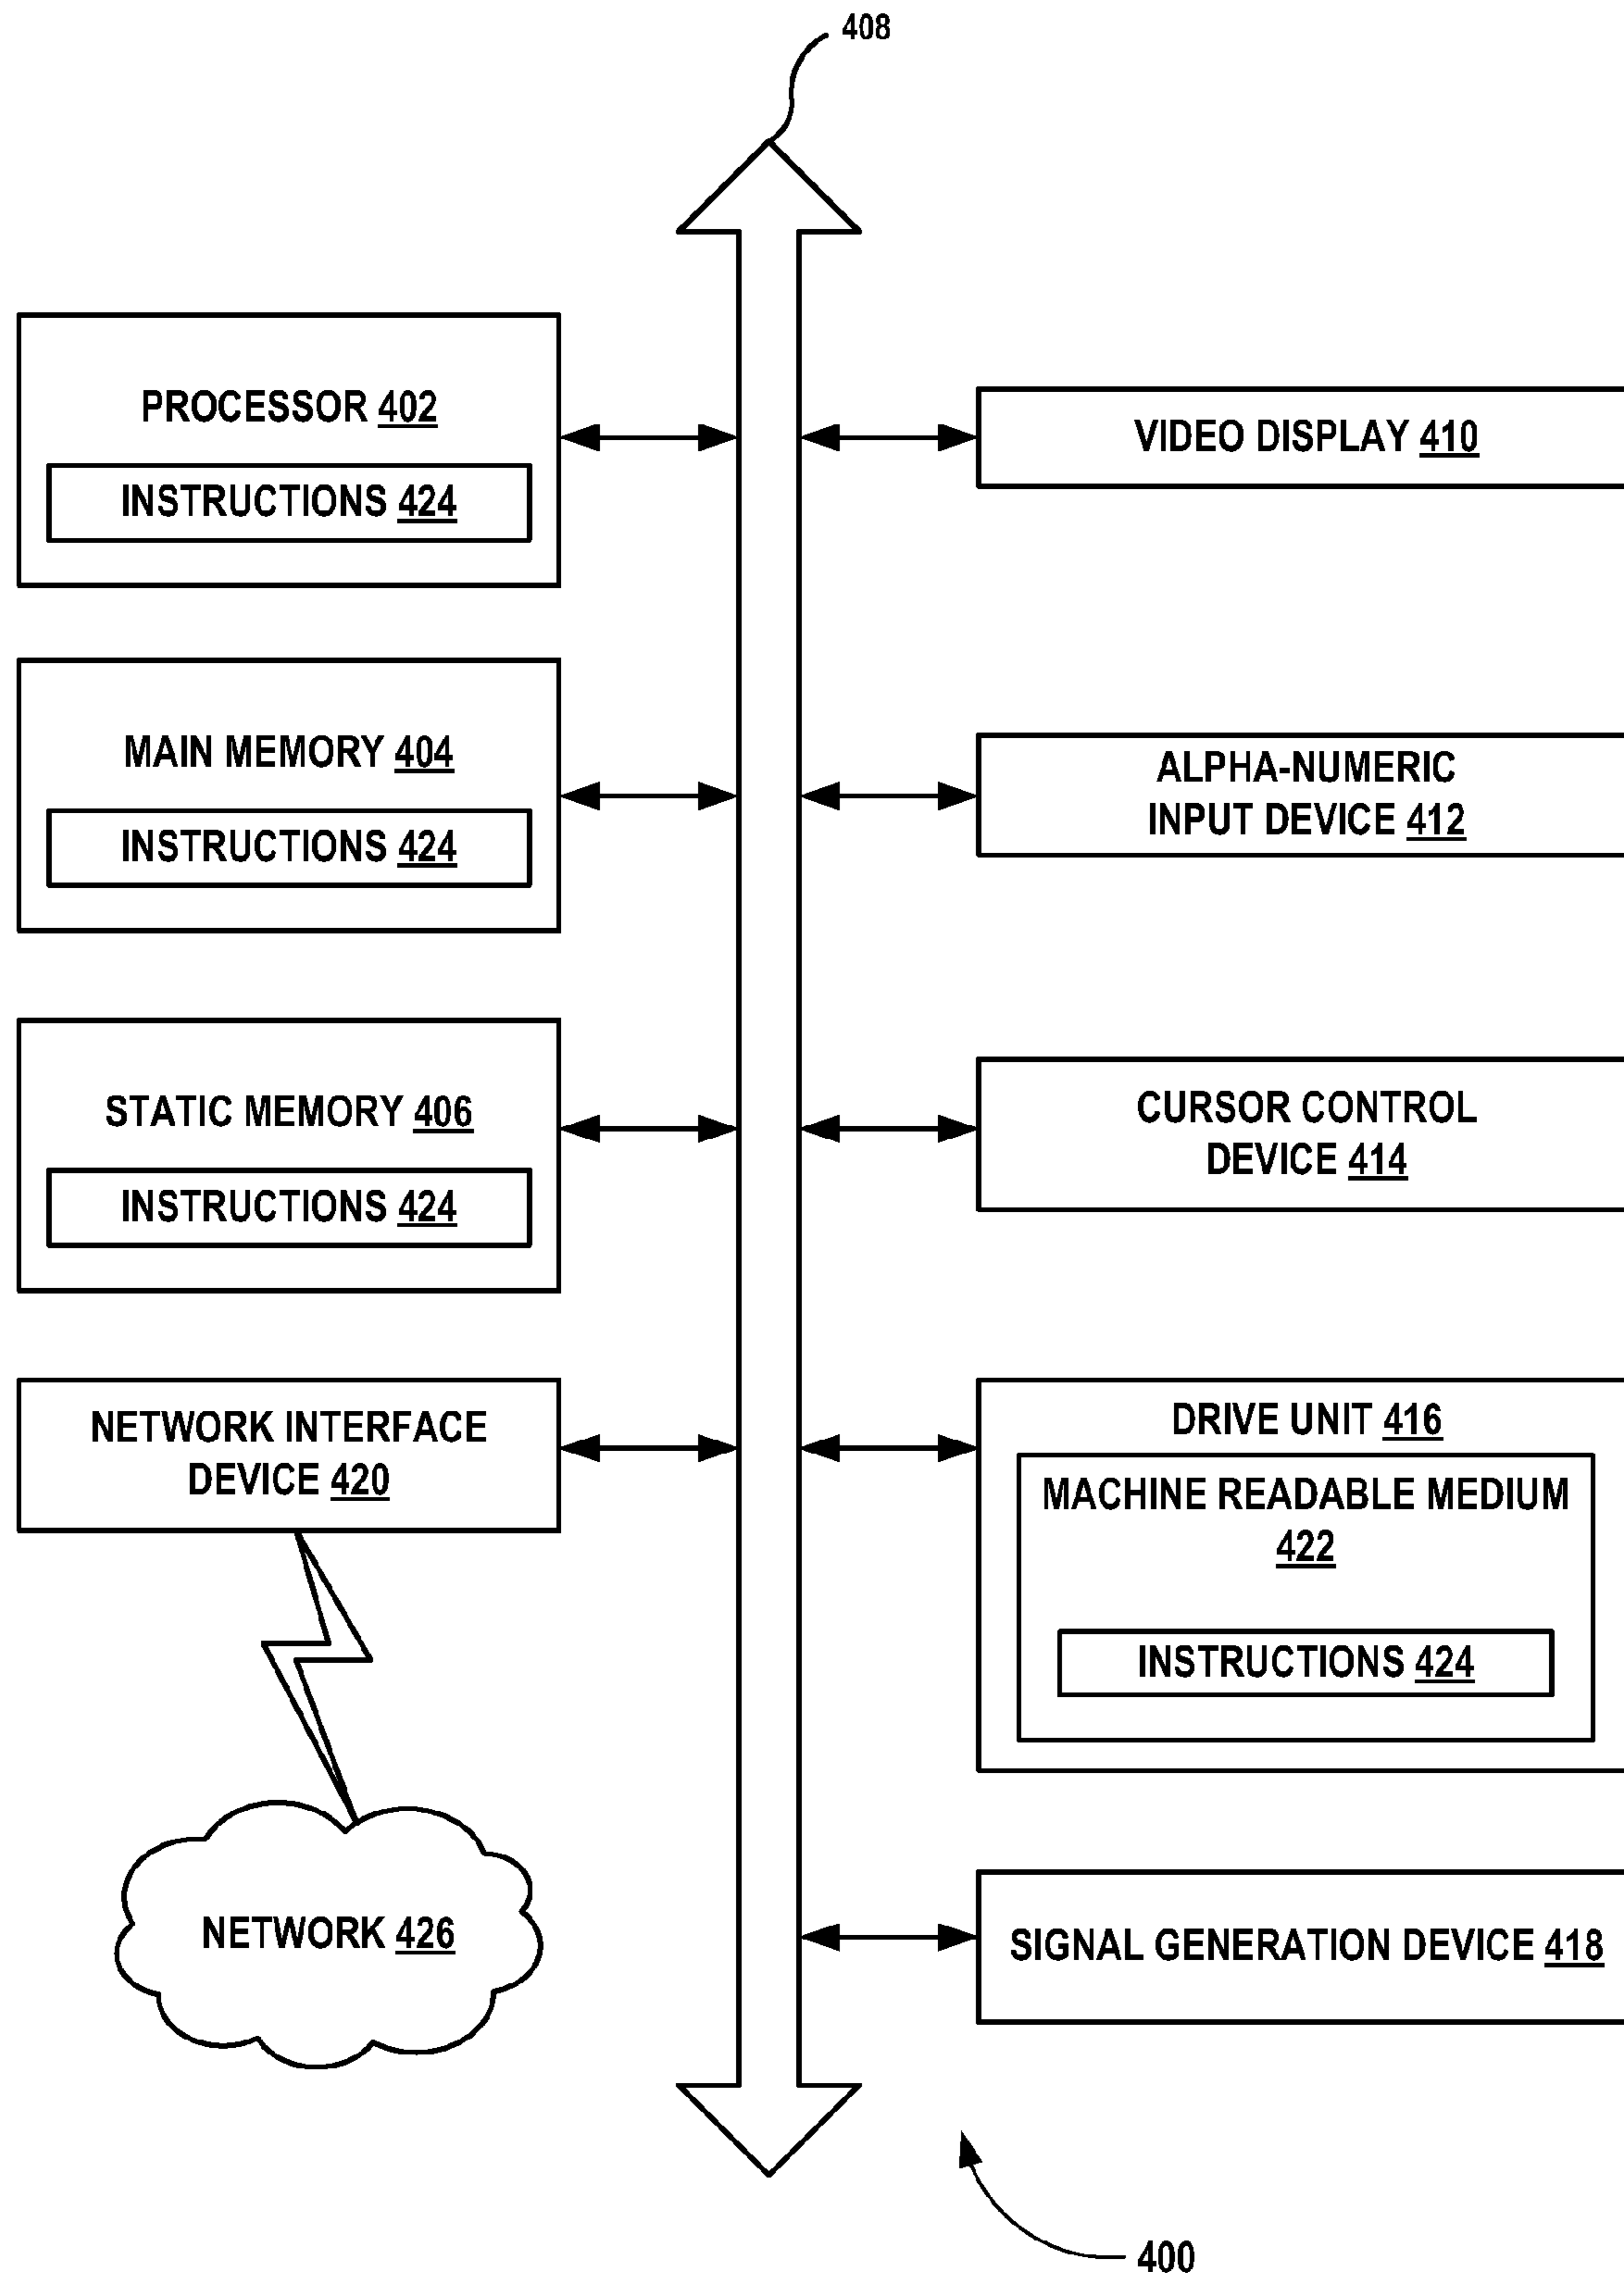 408
PROCESSOR 402
INSTRUCTIONS 424
VIDEO DISPLAY 410
MAIN MEMORY 404
INSTRUCTIONS 424
ALPHA-NUMERIC
INPUT DEVICE 412
STATIC MEMORY 406
INSTRUCTIONS 424
CURSOR CONTROL
DEVICE 414
NETWORK INTERFACE
DEVICE 420
DRIVE UNIT 416
MACHINE READABLE MEDIUM
422
INSTRUCTIONS 424
NETWORK 426
SIGNAL GENERATION DEVICE 418
400